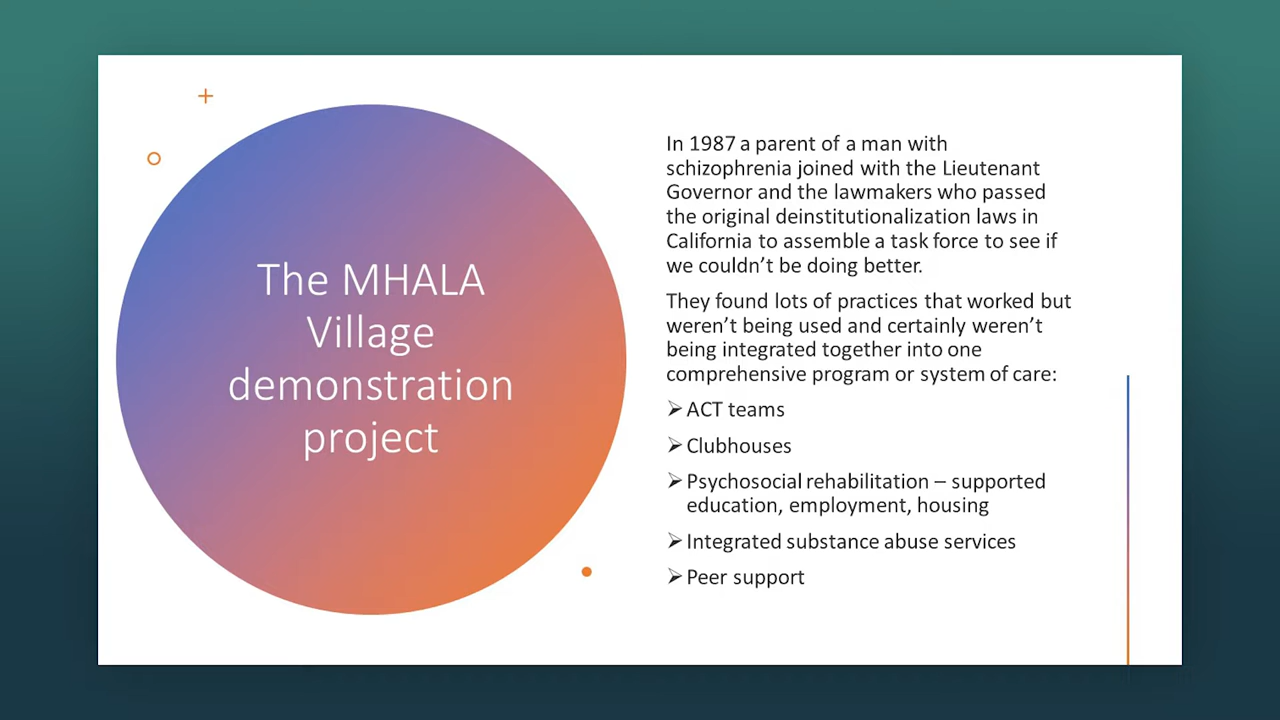 The MHALA
Village
demonstration
project
In 1987 a parent of a man with
schizophrenia joined with the Lieutenant
Governor and the lawmakers who passed
the original deinstitutionalization laws in
California to assemble a task force to see if
we couldn’t be doing better.
They found lots of practices that worked but
weren’t being used and certainly weren’t
being integrated together into one
comprehensive program or system of care:
➢ ACT teams
➢ Clubhouses
➢ Psychosocial rehabilitation – supported
education, employment, housing
➢ Integrated substance abuse services
➢ Peer support